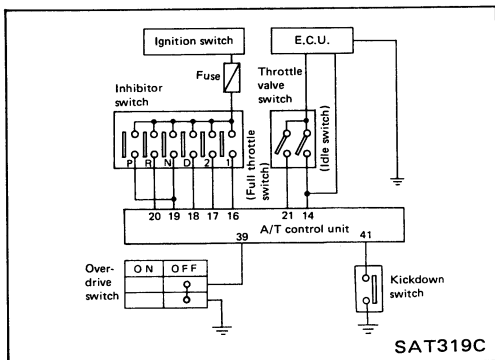 Ignition switch
E.C.U.
Fuse
Throttle
valve
switch
Inhibitor
switch
P R N D 2 1
(Full throttle
switch)
(Idle switch)
20 19 18 17 16
21 14
A/T control unit
39
41
Over-
drive
switch
ON OFF
Kickdown
switch
SAT319C